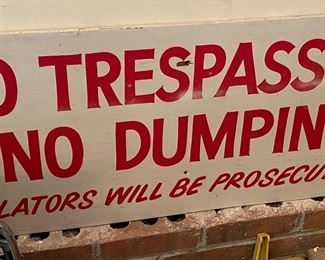 O TRESPASS
NO DUMPIN
LATORS WILL BE PROSECU